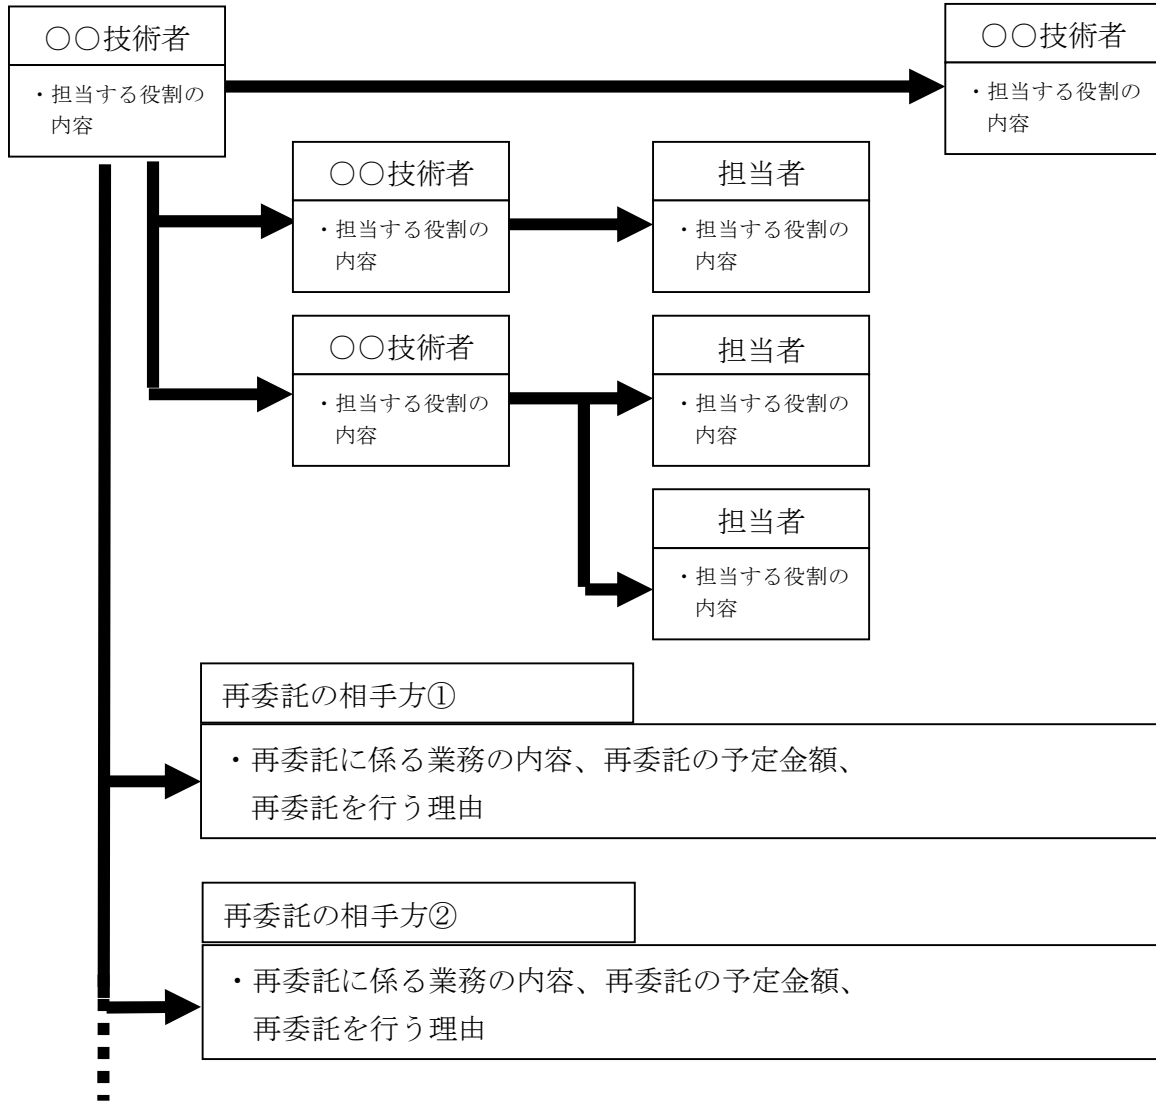 〇〇技術者
・担当する役割の
内容
〇〇技術者
・担当する役割の
内容
〇〇技術者
・担当する役割の
内容
担当者
・担当する役割の
内容
〇〇技術者
・担当する役割の
内容
担当者
・担当する役割の
内容
担当者
・担当する役割の
内容
再委託の相手方①
・再委託に係る業務の内容、再委託の予定金額、
再委託を行う理由
再委託の相手方②
・再委託に係る業務の内容、再委託の予定金額、
再委託を行う理由